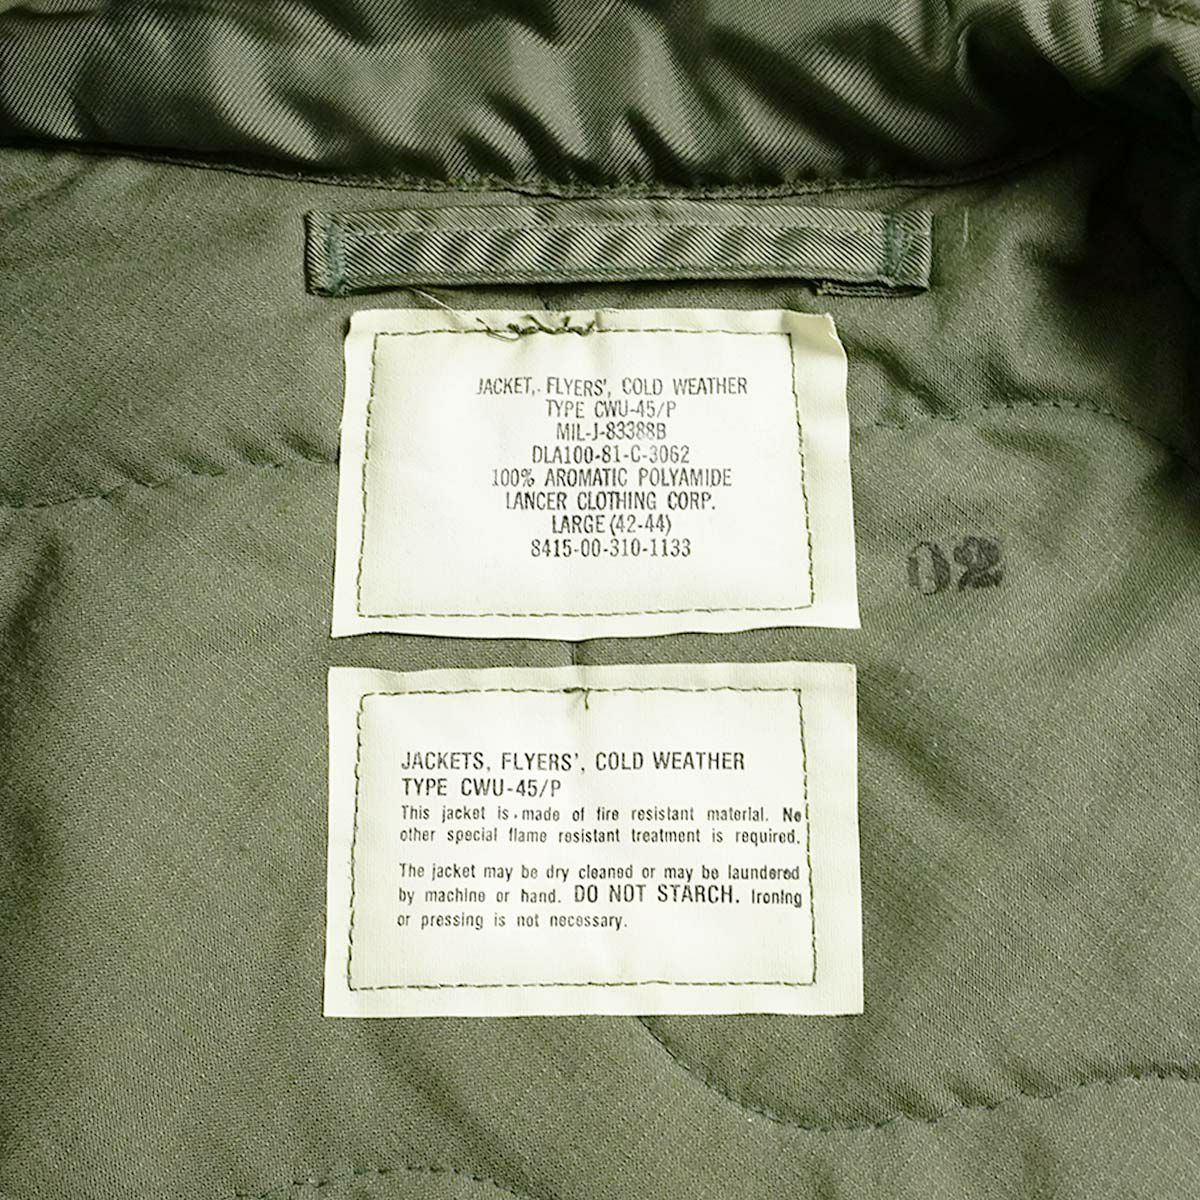 JACKET, FLYERS', COLD WEATHER
TYPE CWU-45/P
MIL-J-83388B
DLA100-81-C-3062
100% AROMATIC POLYAMIDE
LANCER CLOTHING CORP.
LARGE (42-44)
8415-00-310-1133
02
JACKETS, FLYERS', COLD WEATHER
TYPE CWU-45/P
This jacket is made of fire resistant material. No
other special flame resistant treatment is required.
The jacket may be dry cleaned or may be laundered
by machine or hand. DO NOT STARCH. Ironing
or pressing is not necessary.